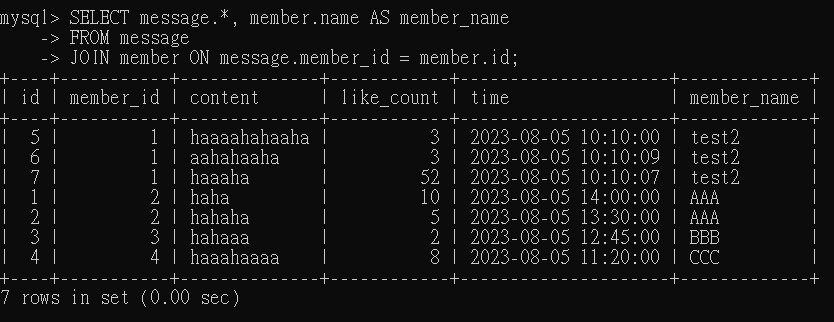 mysql> SELECT message.*, member.name AS member_name
    -> FROM message
    -> JOIN member ON message.member_id = member.id;
+----+-----------+--------------+------------+---------------------+-------------+
| id | member_id | content      | like_count | time                | member_name |
+----+-----------+--------------+------------+---------------------+-------------+
|  5 |         1 | haaaahahaaha |          3 | 2023-08-05 10:10:00 | test2       |
|  6 |         1 | aahahaaha    |          3 | 2023-08-05 10:10:09 | test2       |
|  7 |         1 | haaaha       |         52 | 2023-08-05 10:10:07 | test2       |
|  1 |         2 | haha         |         10 | 2023-08-05 14:00:00 | AAA         |
|  2 |         2 | hahaha       |          5 | 2023-08-05 13:30:00 | AAA         |
|  3 |         3 | hahaaa       |          2 | 2023-08-05 12:45:00 | BBB         |
|  4 |         4 | haaahaaaa    |          8 | 2023-08-05 11:20:00 | CCC         |
+----+-----------+--------------+------------+---------------------+-------------+
7 rows in set (0.00 sec)